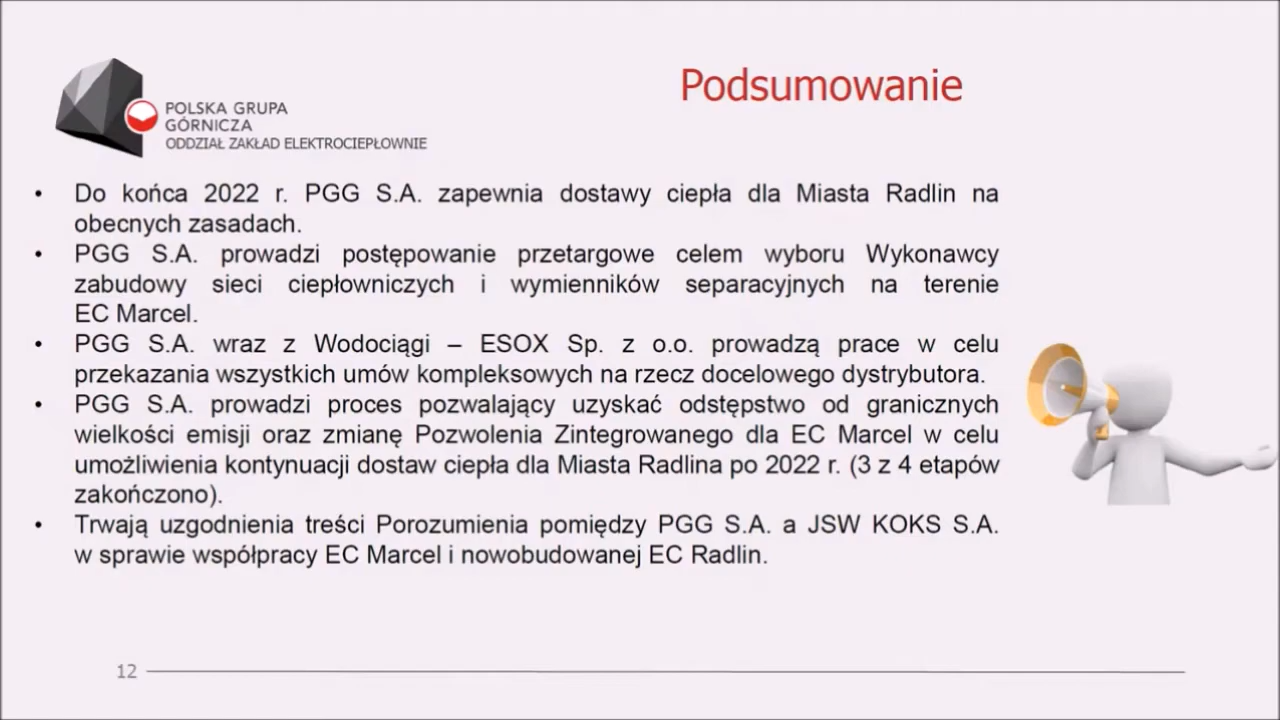 Podsumowanie
POLSKA GRUPA
GÓRNICZA
ODDZIAŁ ZAKŁAD ELEKTROCIEPŁOWNIE
• Do końca 2022 r. PGG S.A. zapewnia dostawy ciepła dla Miasta Radlin na
obecnych zasadach.
• PGG S.A. prowadzi postępowanie przetargowe celem wyboru Wykonawcy
zabudowy sieci ciepłowniczych i wymienników separacyjnych na terenie
EC Marcel.
• PGG S.A. wraz z Wodociągi – ESOX Sp. z o.o. prowadzą prace w celu
przekazania wszystkich umów kompleksowych na rzecz docelowego dystrybutora.
• PGG S.A. prowadzi proces pozwalający uzyskać odstępstwo od granicznych
wielkości emisji oraz zmianę Pozwolenia Zintegrowanego dla EC Marcel w celu
umożliwienia kontynuacji dostaw ciepła dla Miasta Radlina po 2022 r. (3 z 4 etapów
zakończono).
• Trwają uzgodnienia treści Porozumienia pomiędzy PGG S.A. a JSW KOKS S.A.
w sprawie współpracy EC Marcel i nowobudowanej EC Radlin.
12